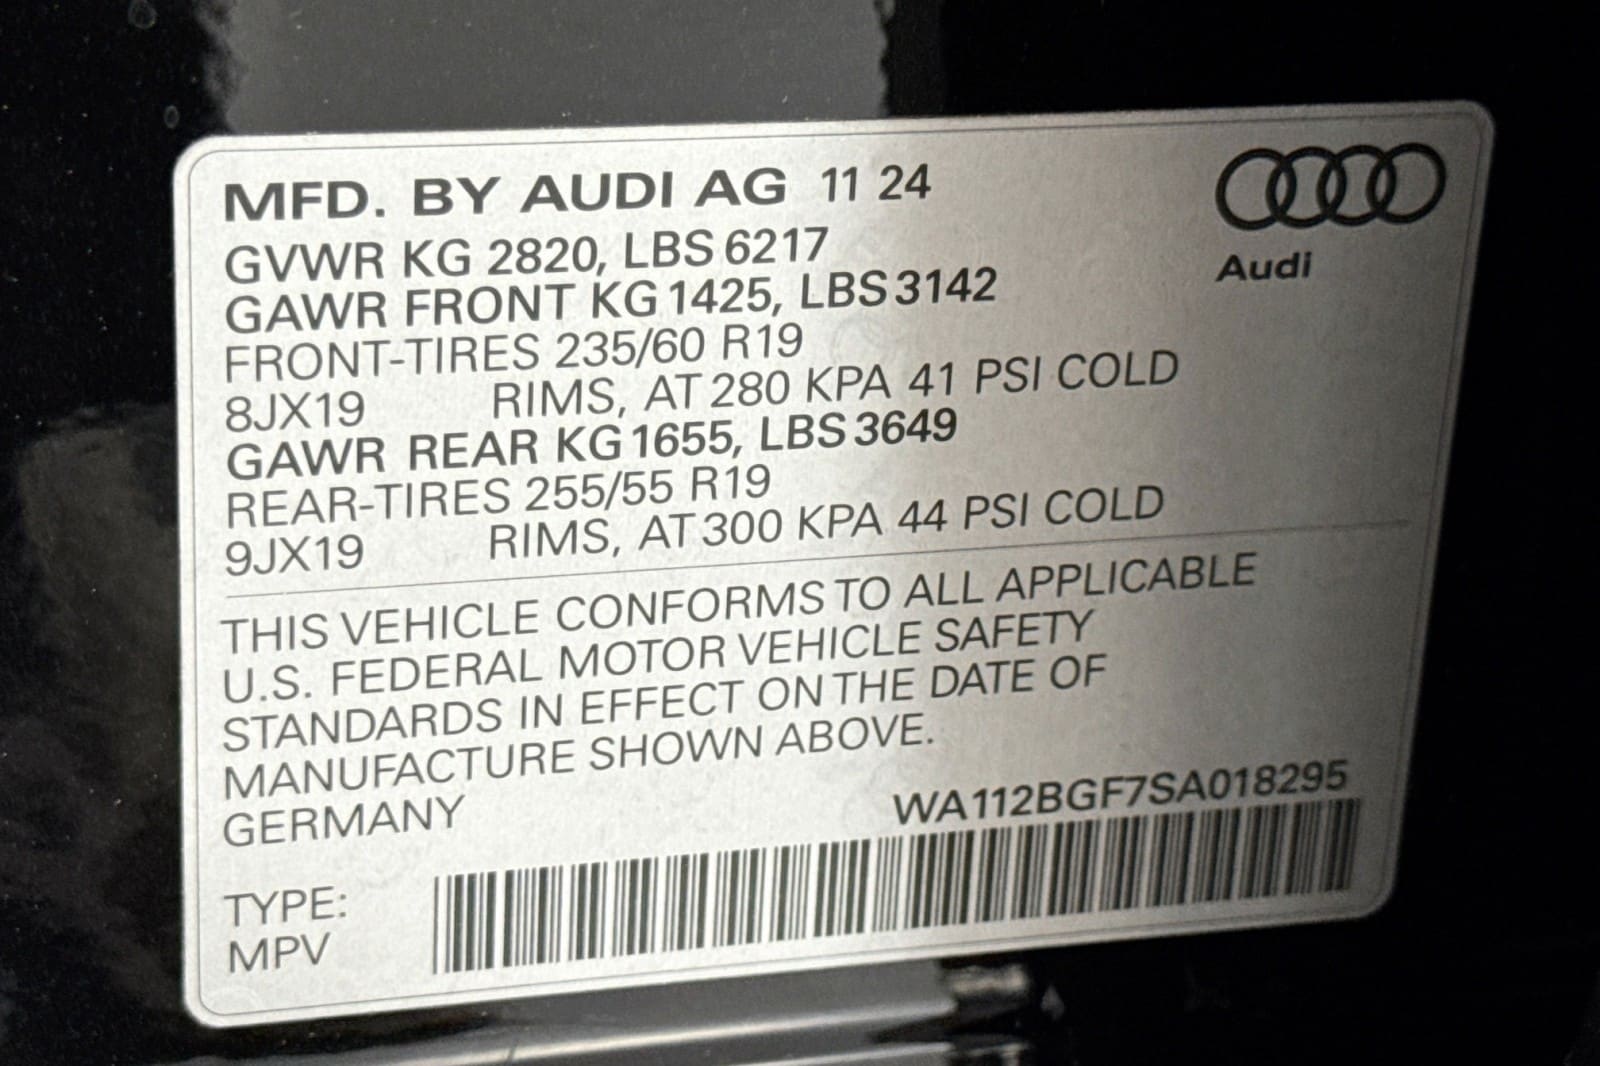 MFD. BY AUDI AG 11 24
Audi
GVWR KG 2820, LBS 6217
GAWR FRONT KG 1425, LBS 3142
FRONT-TIRES 235/60 R19
8JX19 RIMS, AT 280 KPA 41 PSI COLD
GAWR REAR KG 1655, LBS 3649
REAR-TIRES 255/55 R19
9JX19 RIMS, AT 300 KPA 44 PSI COLD
THIS VEHICLE CONFORMS TO ALL APPLICABLE
U.S. FEDERAL MOTOR VEHICLE SAFETY
STANDARDS IN EFFECT ON THE DATE OF
MANUFACTURE SHOWN ABOVE.
GERMANY WA112BGF7SA018295
TYPE:
MPV